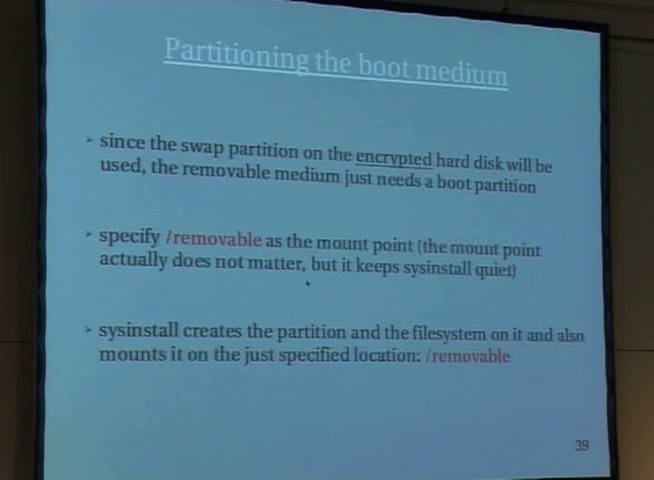 Partitioning the boot medium
➢ since the swap partition on the encrypted hard disk will be
used, the removable medium just needs a boot partition
➢ specify /removable as the mount point (the mount point
actually does not matter, but it keeps sysinstall quiet)
➢ sysinstall creates the partition and the filesystem on it and also
mounts it on the just specified location: /removable
39